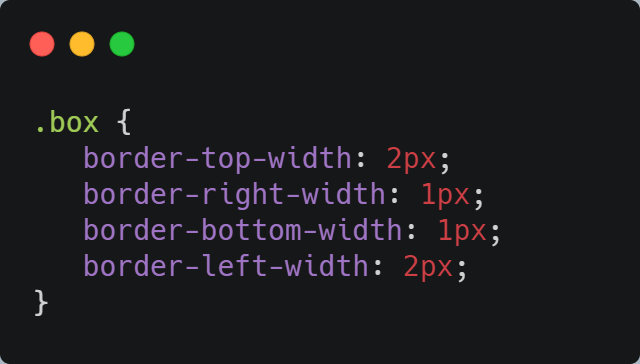 .box {
   border-top-width: 2px;
   border-right-width: 1px;
   border-bottom-width: 1px;
   border-left-width: 2px;
}